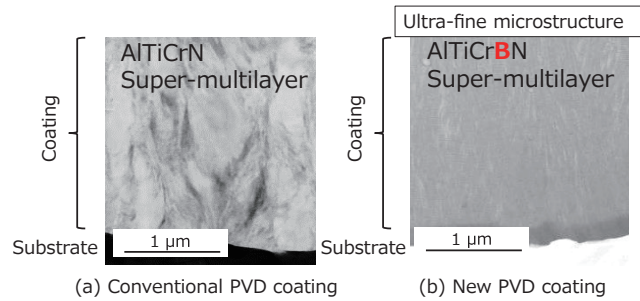 Ultra-fine microstructure
AlTiCrN
Super-multilayer
Coating
Substrate
1 µm
(a) Conventional PVD coating
AlTiCrBN
Super-multilayer
Coating
Substrate
1 µm
(b) New PVD coating